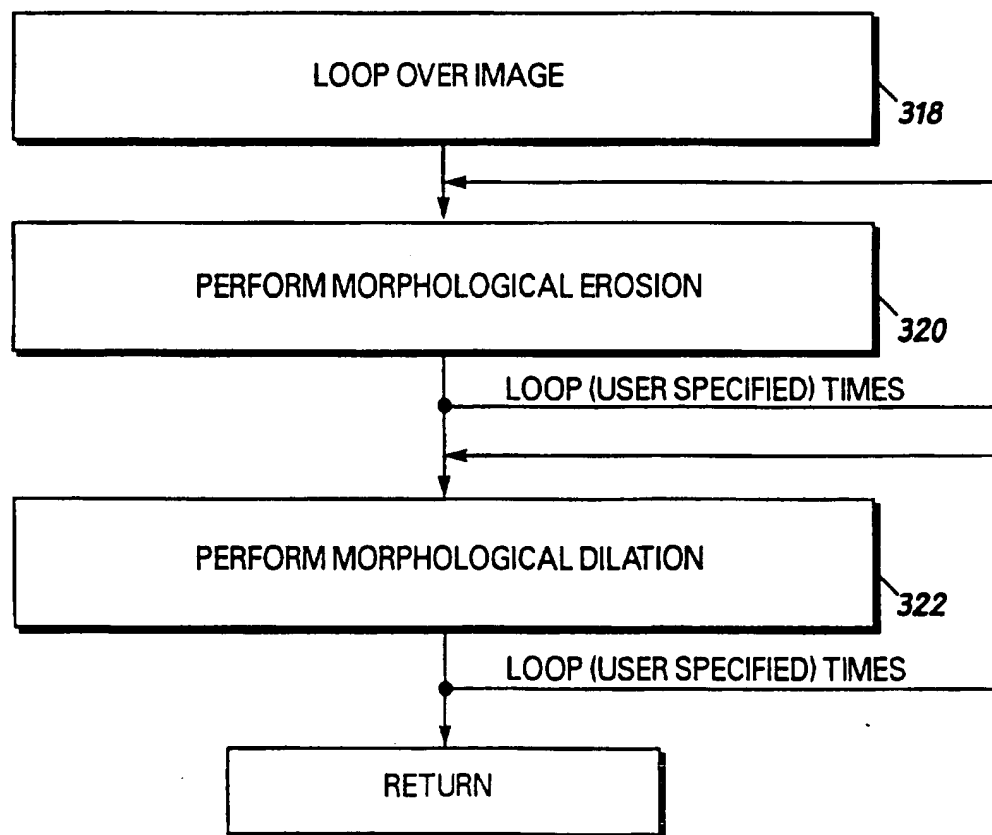 LOOP OVER IMAGE
318
PERFORM MORPHOLOGICAL EROSION
320
LOOP (USER SPECIFIED) TIMES
PERFORM MORPHOLOGICAL DILATION
322
LOOP (USER SPECIFIED) TIMES
RETURN